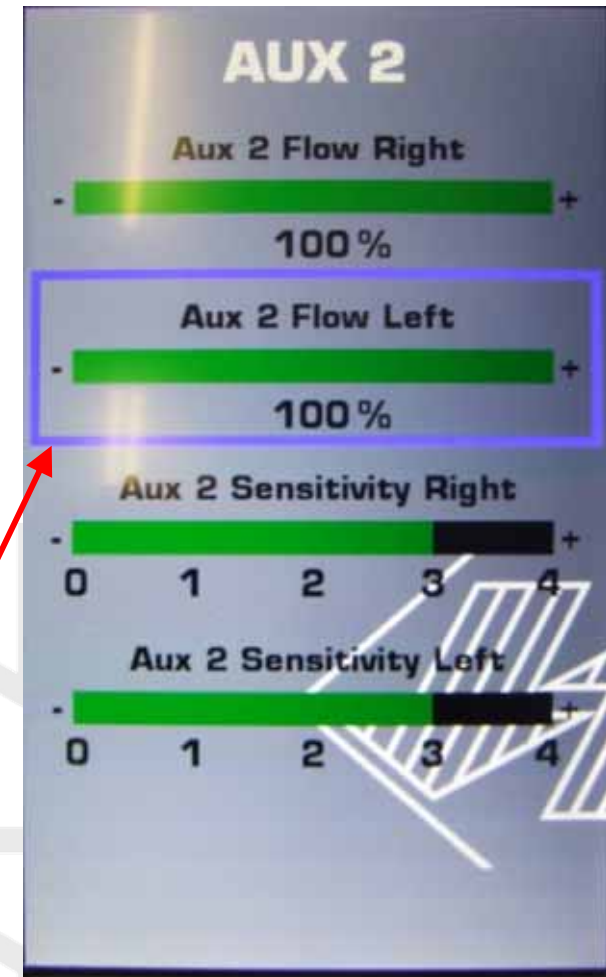 AUX 2
Aux 2 Flow Right
- +
100%
Aux 2 Flow Left
- +
100%
Aux 2 Sensitivity Right
- +
0 1 2 3 4
Aux 2 Sensitivity Left
- +
0 1 2 3 4